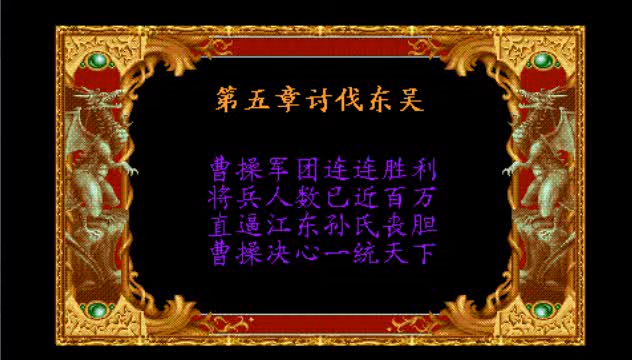 第五章讨伐东吴
曹操军团连连胜利
将兵人数已近百万
直逼江东孙氏丧胆
曹操决心一统天下